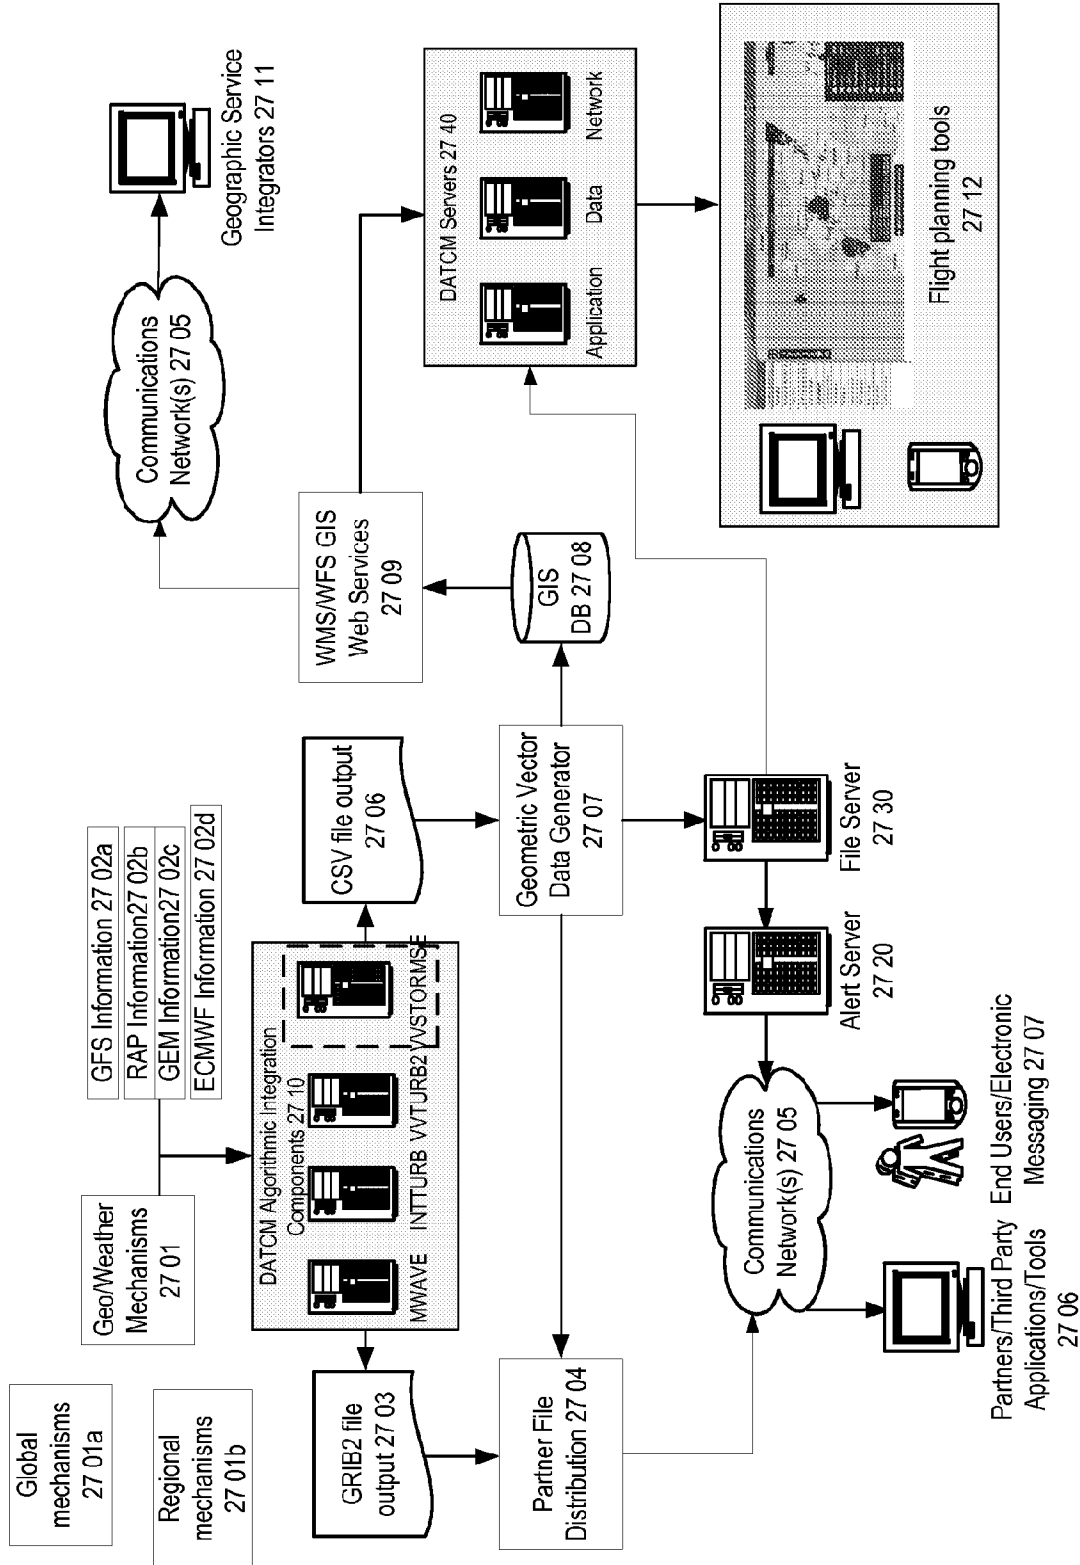 Global
mechanisms
27 01a
Regional
mechanisms
27 01b
Geo/Weather
Mechanisms
27 01
GFS Information 27 02a
RAP Information27 02b
GEM Information27 02c
ECMWF Information 27 02d
DATCM Algorithmic Integration
Components 27 10
MWAVE
INTTURB
VVTURB2
VVSTORMSE
GRIB2 file
output 27 03
CSV file output
27 06
Partner File
Distribution 27 04
Geometric Vector
Data Generator
27 07
GIS
DB 27 08
WMS/WFS GIS
Web Services
27 09
Communications
Network(s) 27 05
Geographic Service
Integrators 27 11
DATCM Servers 27 40
Application
Data
Network
Flight planning tools
27 12
File Server
27 30
Alert Server
27 20
Communications
Network(s) 27 05
Partners/Third Party
Applications/Tools
27 06
End Users/Electronic
Messaging 27 07